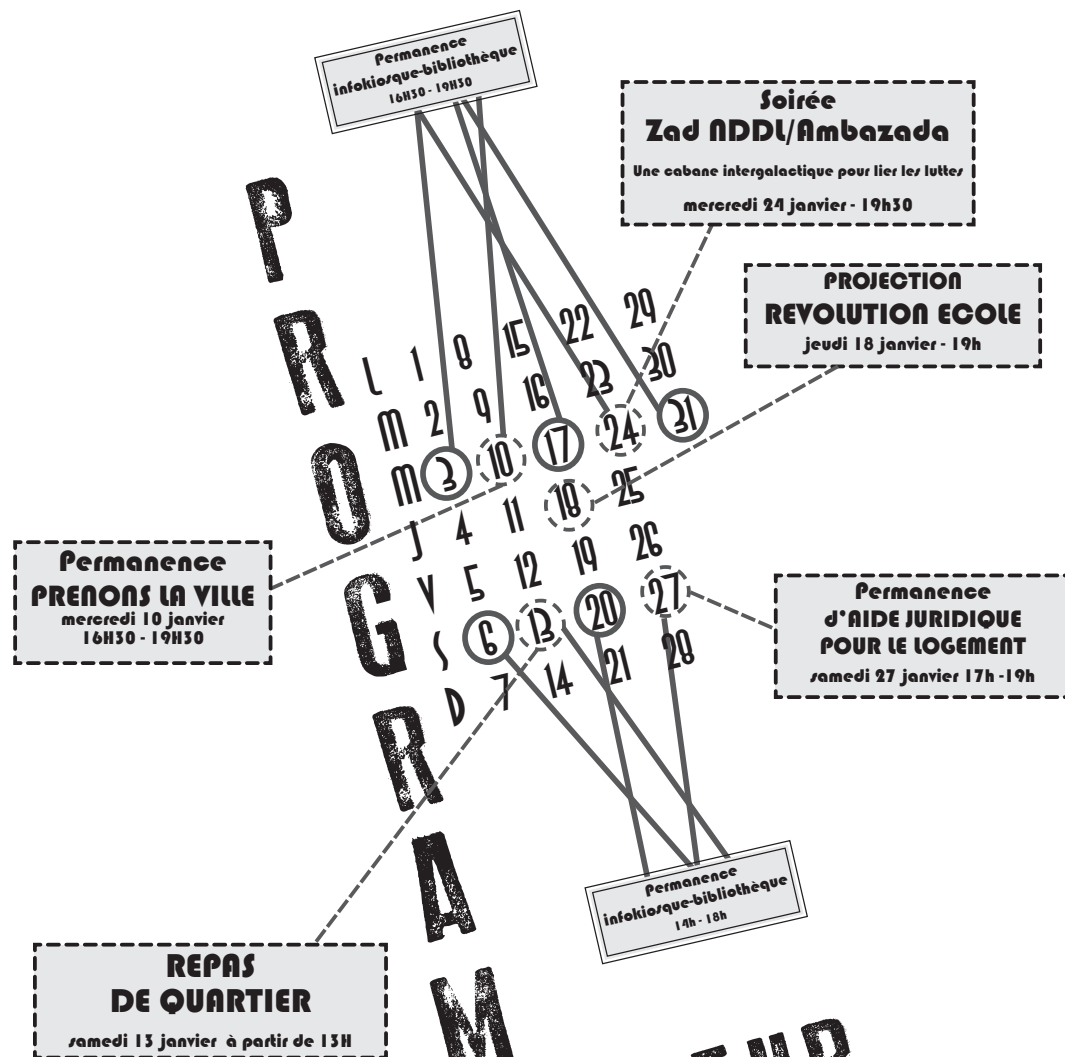 Permanence
infokiosque-bibliothèque
16H30 - 19H30
Soirée
Zad NDDL/Ambazada
Une cabane intergalactique pour lier les luttes
mercredi 24 janvier - 19h30
PROJECTION
REVOLUTION ECOLE
jeudi 18 janvier - 19h
PROGRAM
L 1 8 15 22 29
M 2 9 16 23 30
M 3 10 17 24 31
J 4 11 18 25
V 5 12 19 26
S 6 13 20 27
D 7 14 21 28
Permanence
PRENONS LA VILLE
mercredi 10 janvier
16H30 - 19H30
Permanence
d'AIDE JURIDIQUE
POUR LE LOGEMENT
samedi 27 janvier 17h -19h
Permanence
infokiosque-bibliothèque
14h - 18h
REPAS
DE QUARTIER
samedi 13 janvier à partir de 13H